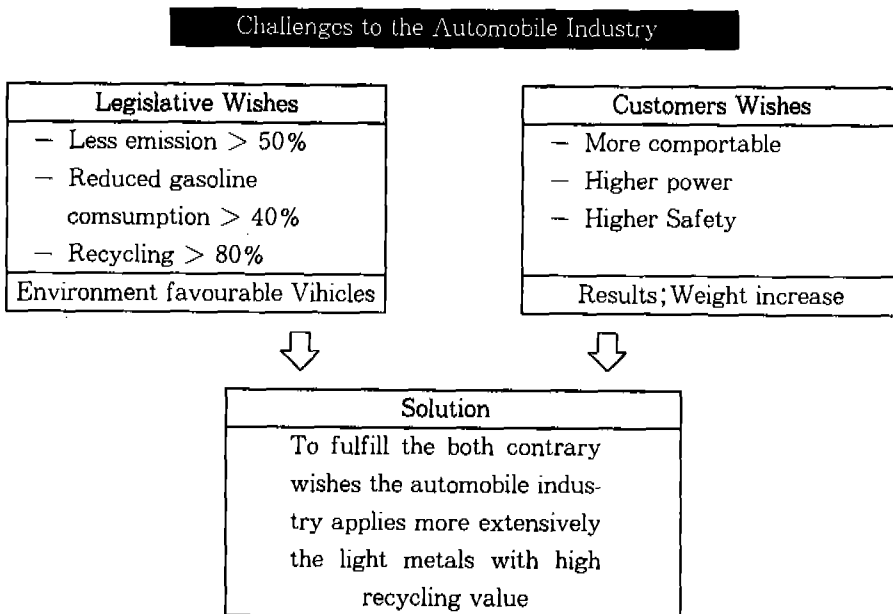 Challenges to the Automobile Industry
Legislative Wishes
− Less emission > 50%
− Reduced gasoline
comsumption > 40%
− Recycling > 80%
Environment favourable Vihicles
Customers Wishes
− More comportable
− Higher power
− Higher Safety
Results;Weight increase
Solution
To fulfill the both contrary
wishes the automobile indus-
try applies more extensively
the light metals with high
recycling value